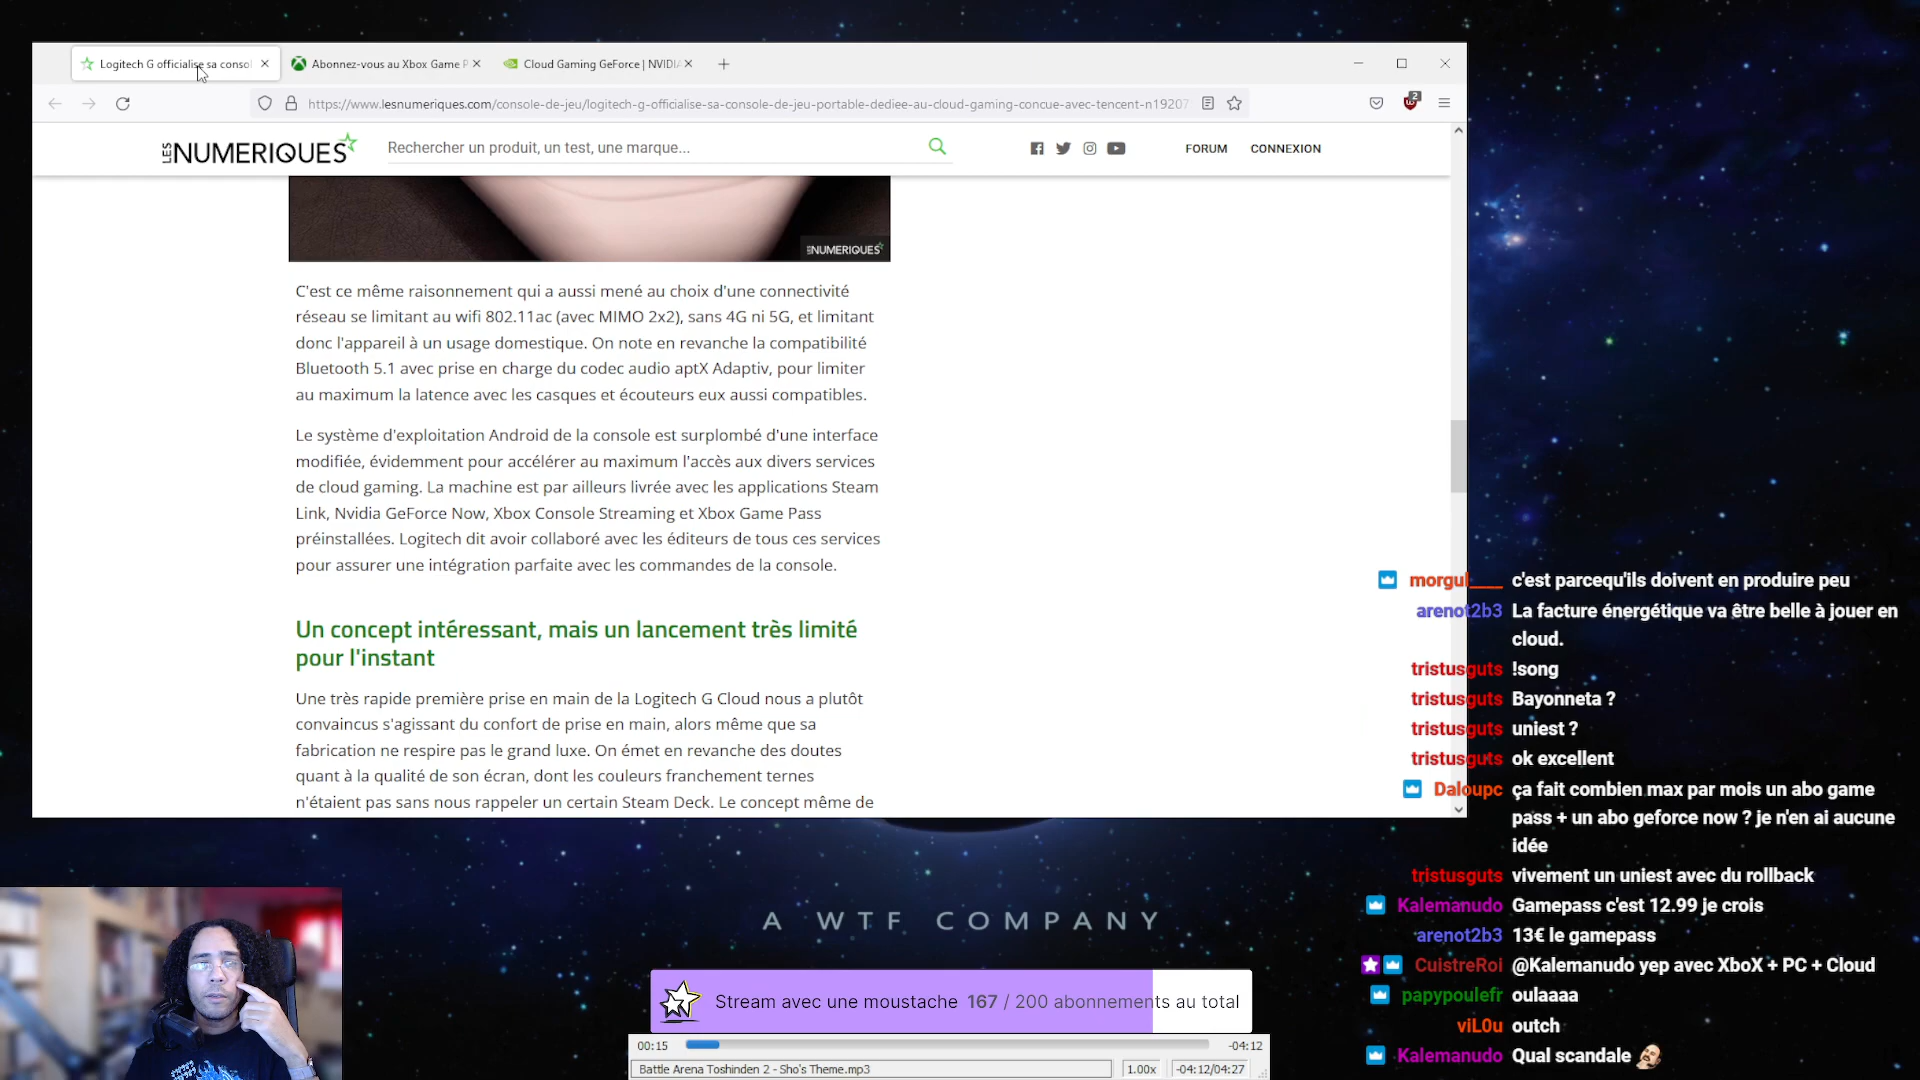 Logitech G officialise sa consol
Abonnez-vous au Xbox Game P
Cloud Gaming GeForce | NVIDIA
https://www.lesnumeriques.com/console-de-jeu/logitech-g-officialise-sa-console-de-jeu-portable-dediee-au-cloud-gaming-concue-avec-tencent-n19207
2
LES NUMERIQUES
Rechercher un produit, un test, une marque...
FORUM
CONNEXION
LES NUMERIQUES
C'est ce même raisonnement qui a aussi mené au choix d'une connectivité
réseau se limitant au wifi 802.11ac (avec MIMO 2x2), sans 4G ni 5G, et limitant
donc l'appareil à un usage domestique. On note en revanche la compatibilité
Bluetooth 5.1 avec prise en charge du codec audio aptX Adaptiv, pour limiter
au maximum la latence avec les casques et écouteurs eux aussi compatibles.
Le système d'exploitation Android de la console est surplombé d'une interface
modifiée, évidemment pour accélérer au maximum l'accès aux divers services
de cloud gaming. La machine est par ailleurs livrée avec les applications Steam
Link, Nvidia GeForce Now, Xbox Console Streaming et Xbox Game Pass
préinstallées. Logitech dit avoir collaboré avec les éditeurs de tous ces services
pour assurer une intégration parfaite avec les commandes de la console.
Un concept intéressant, mais un lancement très limité
pour l'instant
Une très rapide première prise en main de la Logitech G Cloud nous a plutôt
convaincus s'agissant du confort de prise en main, alors même que sa
fabrication ne respire pas le grand luxe. On émet en revanche des doutes
quant à la qualité de son écran, dont les couleurs franchement ternes
n'étaient pas sans nous rappeler un certain Steam Deck. Le concept même de
morgul____ c'est parcequ'ils doivent en produire peu
arenot2b3 La facture énergétique va être belle à jouer en
cloud.
tristusguts !song
tristusguts Bayonneta ?
tristusguts uniest ?
tristusguts ok excellent
Daloupc ça fait combien max par mois un abo game
pass + un abo geforce now ? je n'en ai aucune
idée
tristusguts vivement un uniest avec du rollback
Kalemanudo Gamepass c'est 12.99 je crois
arenot2b3 13€ le gamepass
CuistreRoi @Kalemanudo yep avec XboX + PC + Cloud
papypoulefr oulaaaa
viL0u outch
Kalemanudo Qual scandale
A WTF COMPANY
Stream avec une moustache 167 / 200 abonnements au total
00:15
-04:12
Battle Arena Toshinden 2 - Sho's Theme.mp3
1.00x
-04:12/04:27